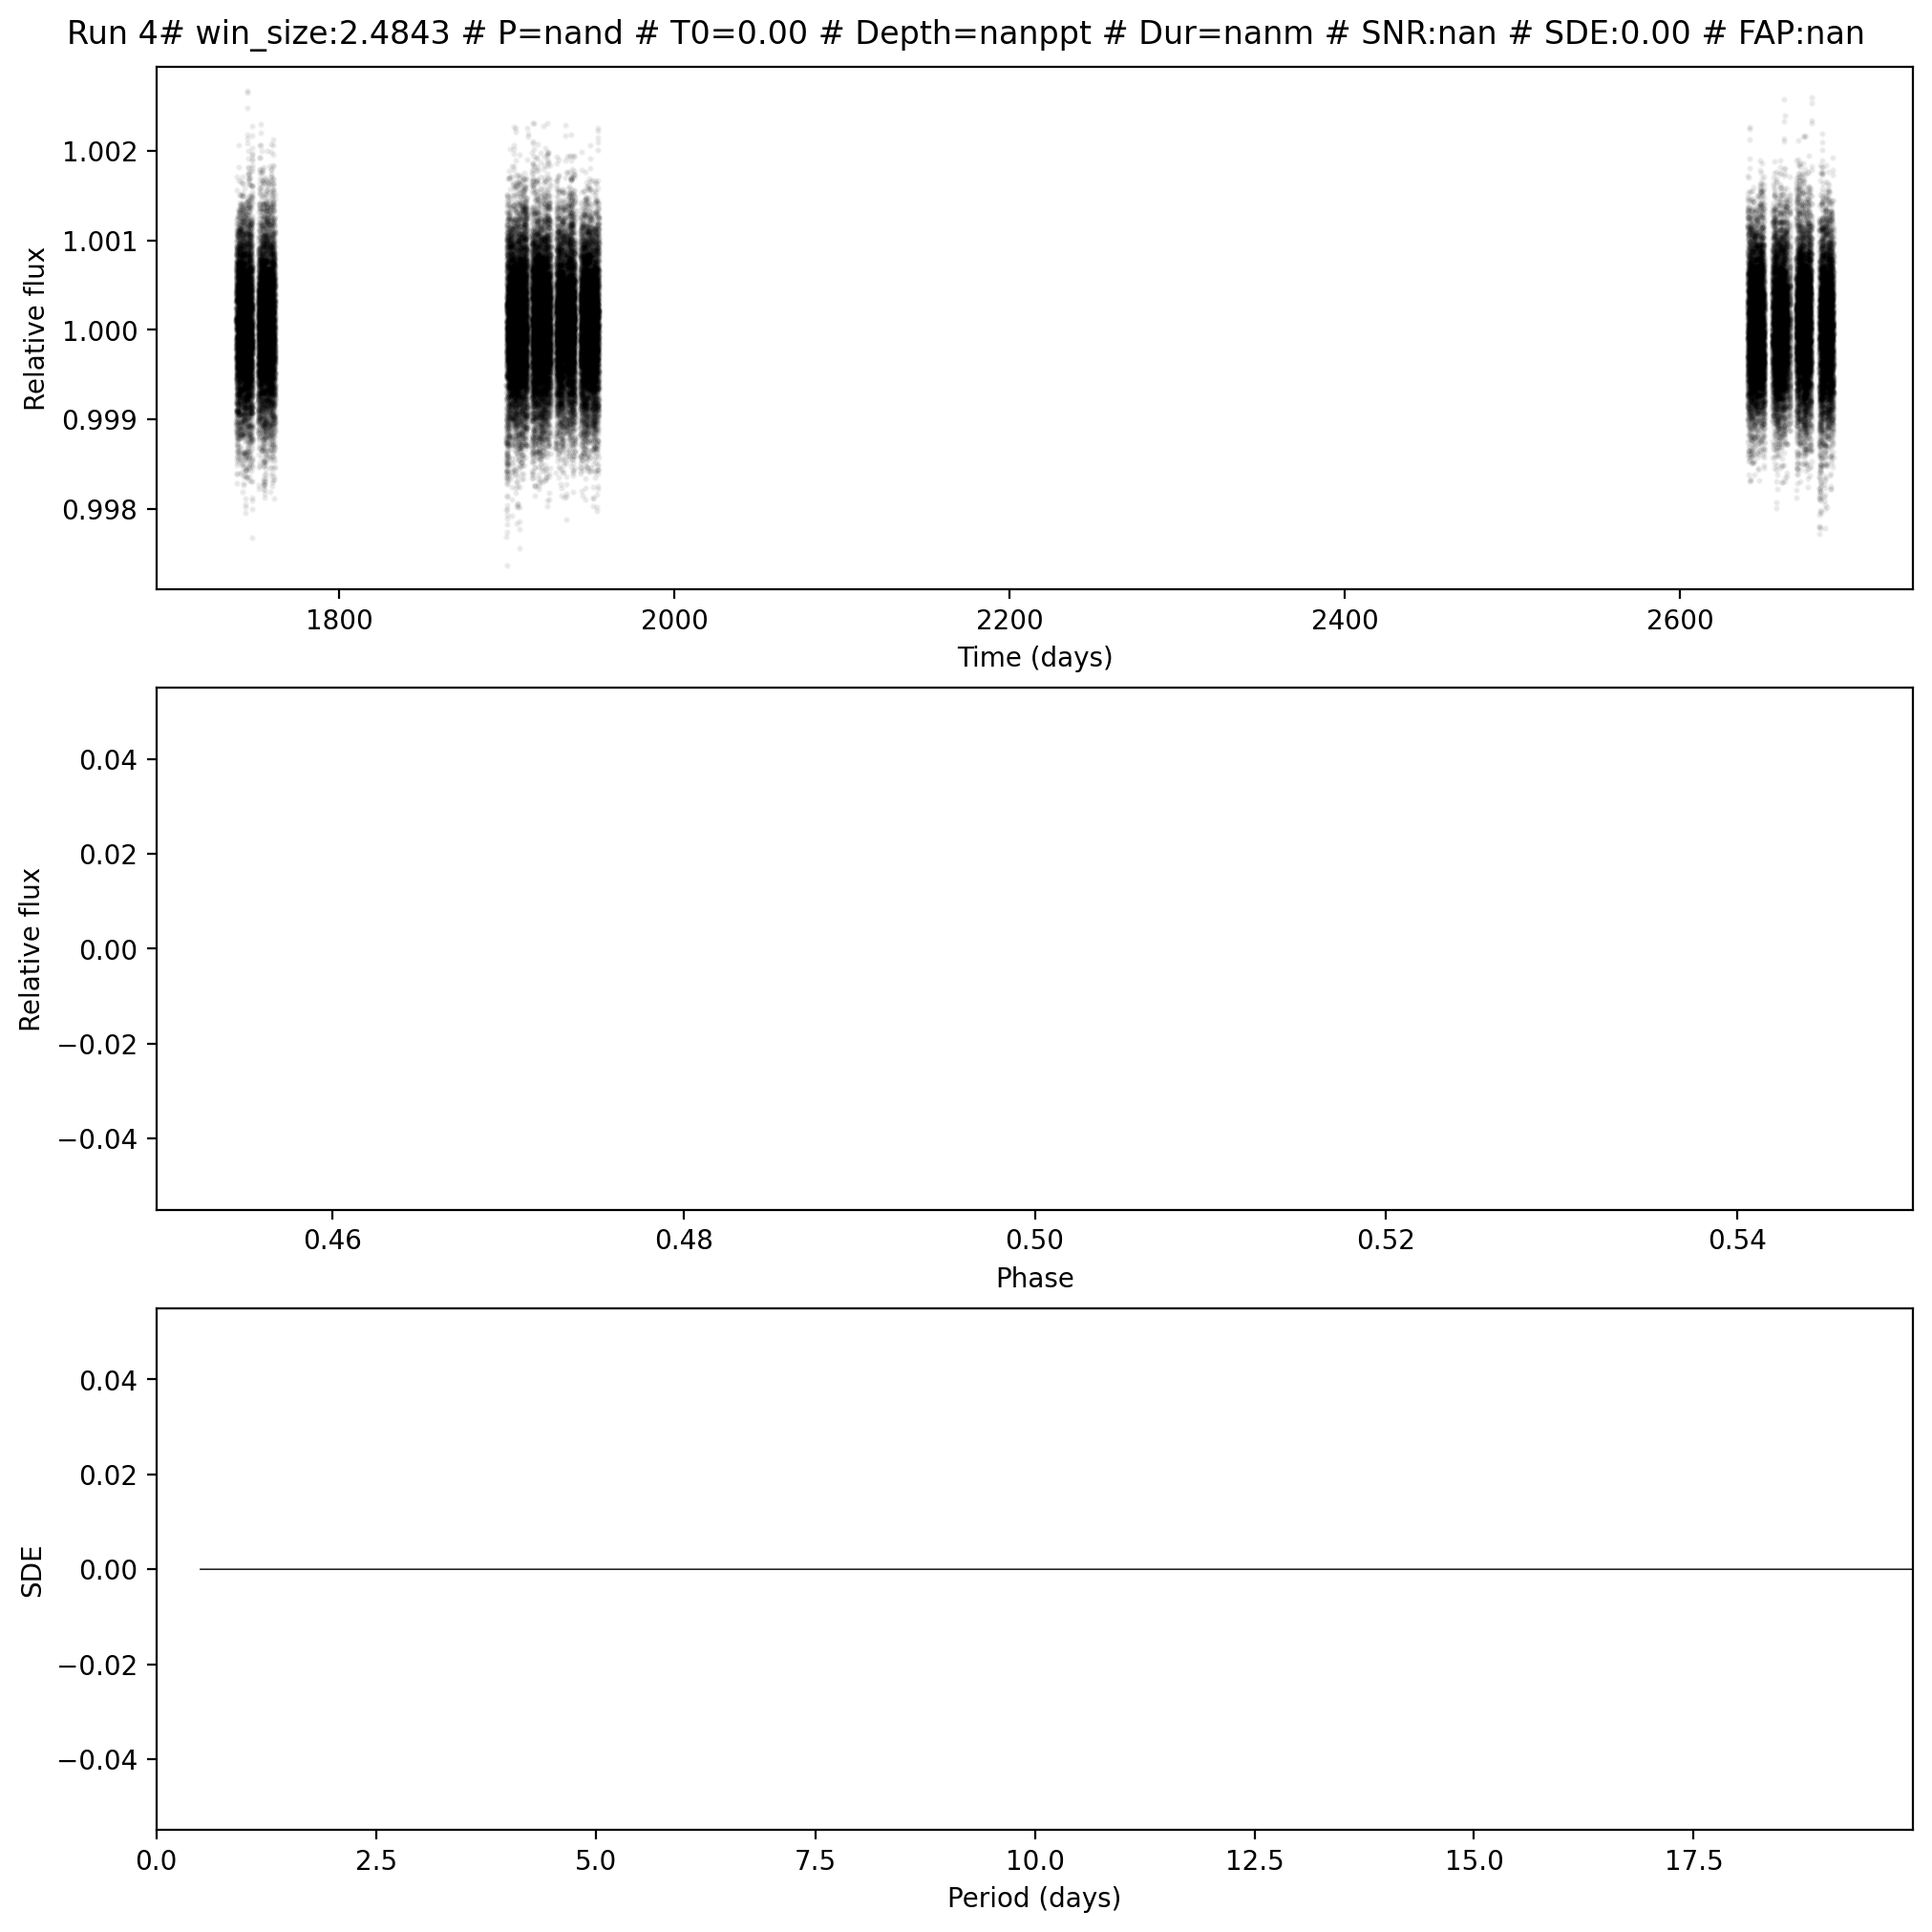 Run 4# win_size:2.4843 # P=nand # T0=0.00 # Depth=nanppt # Dur=nanm # SNR:nan # SDE:0.00 # FAP:nan
1.002
1.001
1.000
0.999
0.998
Relative flux
1800 2000 2200 2400 2600
Time (days)
0.04
0.02
0.00
−0.02
−0.04
Relative flux
0.46 0.48 0.50 0.52 0.54
Phase
0.04
0.02
0.00
−0.02
−0.04
SDE
0.0 2.5 5.0 7.5 10.0 12.5 15.0 17.5
Period (days)